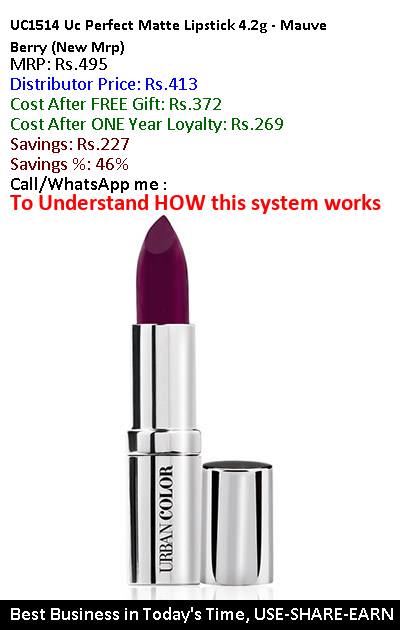 UC1514 Uc Perfect Matte Lipstick 4.2g - Mauve
Berry (New Mrp)
MRP: Rs.495
Distributor Price: Rs.413
Cost After FREE Gift: Rs.372
Cost After ONE Year Loyalty: Rs.269
Savings: Rs.227
Savings %: 46%
Call/WhatsApp me :
To Understand HOW this system works
URBAN COLOR
Best Business in Today's Time, USE-SHARE-EARN